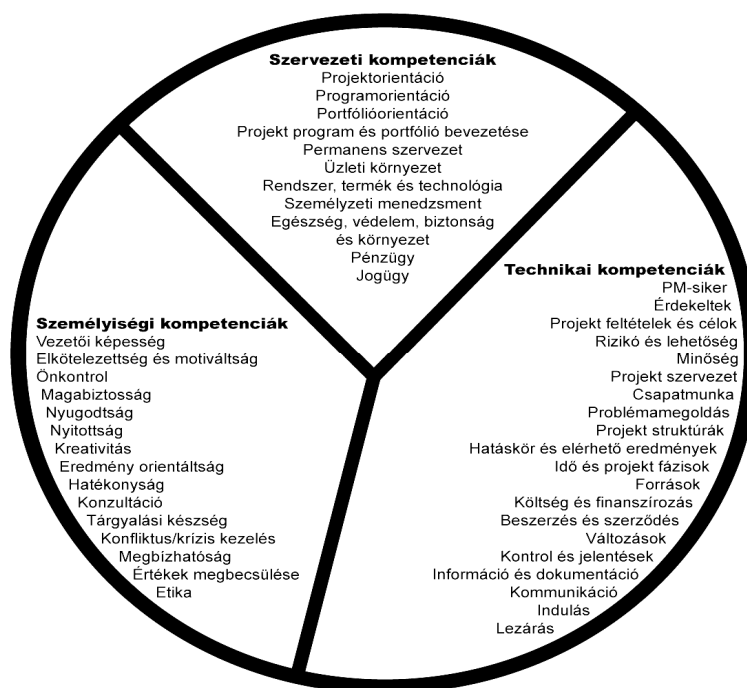 Szervezeti kompetenciák
Projektorientáció
Programorientáció
Portfólióorientáció
Projekt program és portfólió bevezetése
Permanens szervezet
Üzleti környezet
Rendszer, termék és technológia
Személyzeti menedzsment
Egészség, védelem, biztonság
és környezet
Pénzügy
Jogügy
Személyiségi kompetenciák
Vezetői képesség
Elkötelezettség és motiváltság
Önkontrol
Magabiztosság
Nyugodtság
Nyitottság
Kreativitás
Eredmény orientáltság
Hatékonyság
Konzultáció
Tárgyalási készség
Konfliktus/krízis kezelés
Megbízhatóság
Értékek megbecsülése
Etika
Technikai kompetenciák
PM-siker
Érdekeltek
Projekt feltételek és célok
Rizikó és lehetőség
Minőség
Projekt szervezet
Csapatmunka
Problémamegoldás
Projekt struktúrák
Hatáskör és elérhető eredmények
Idő és projekt fázisok
Források
Költség és finanszírozás
Beszerzés és szerződés
Változások
Kontrol és jelentések
Információ és dokumentáció
Kommunikáció
Indulás
Lezárás